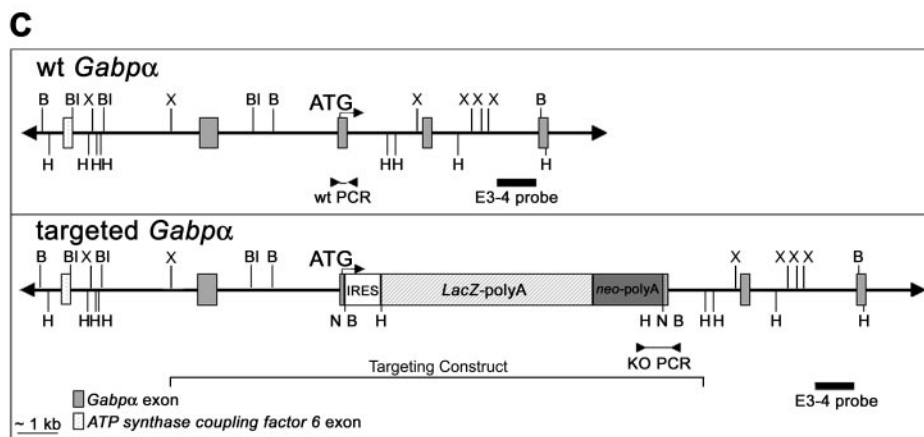 C
wt Gabpα
B BI X BI X BI B ATG X X X X B
H H H H H H H H
wt PCR E3-4 probe
targeted Gabpα
B BI X BI X BI B ATG X X X X B
IRES LacZ-polyA neo-polyA
H H H H N B H H N B H H H H
KO PCR
Targeting Construct
Gabpα exon
ATP synthase coupling factor 6 exon
E3-4 probe
~ 1 kb